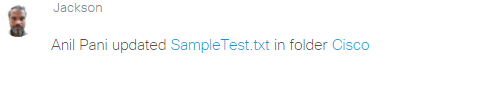 Jackson
Anil Pani updated SampleTest.txt in folder Cisco